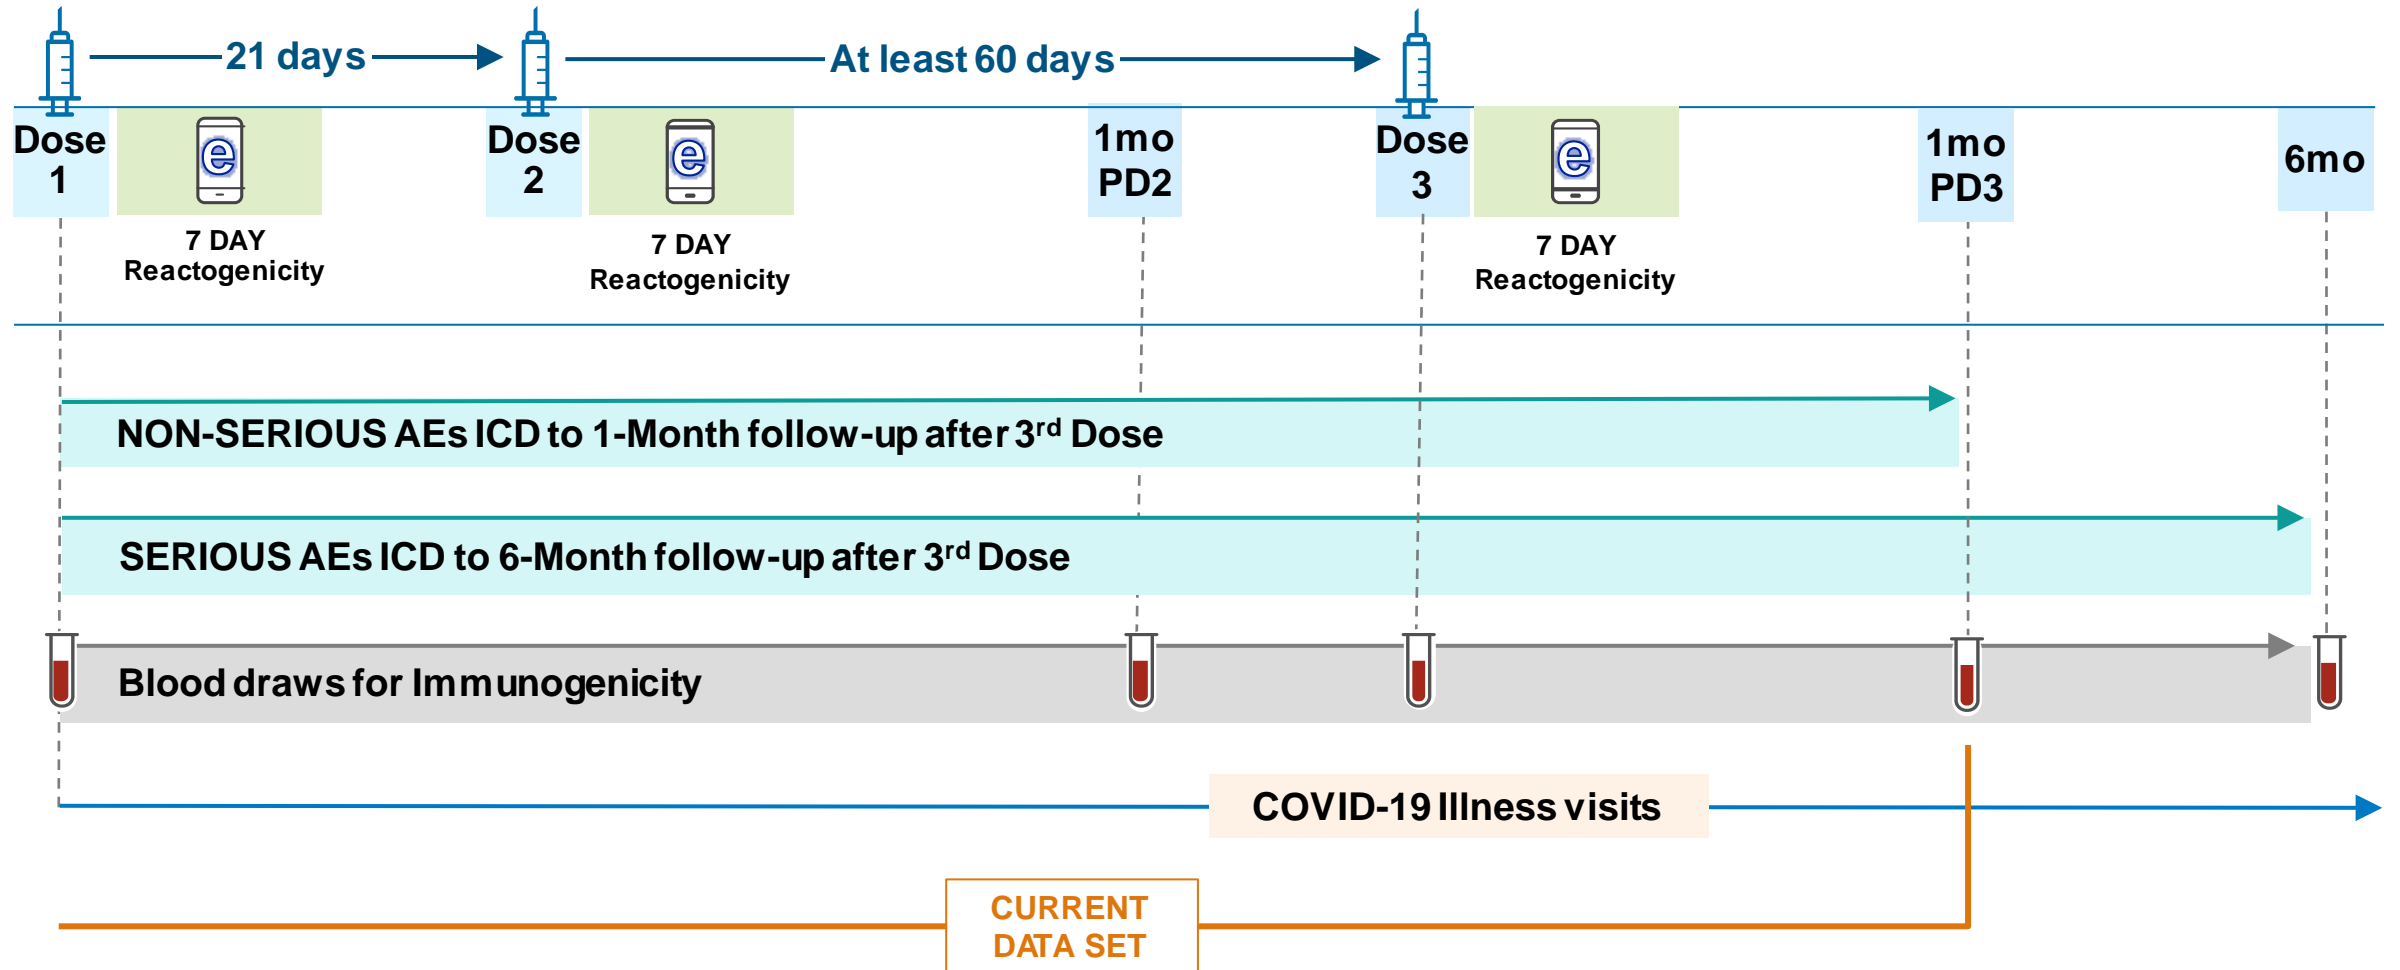 21 days
At least 60 days
Dose
1
e
Dose
2
e
1mo
PD2
Dose
3
e
1mo
PD3
6mo
7 DAY
Reactogenicity
7 DAY
Reactogenicity
7 DAY
Reactogenicity
NON-SERIOUS AEs ICD to 1-Month follow-up after 3rd Dose
SERIOUS AEs ICD to 6-Month follow-up after 3rd Dose
Blood draws for Immunogenicity
COVID-19 Illness visits
CURRENT
DATA SET